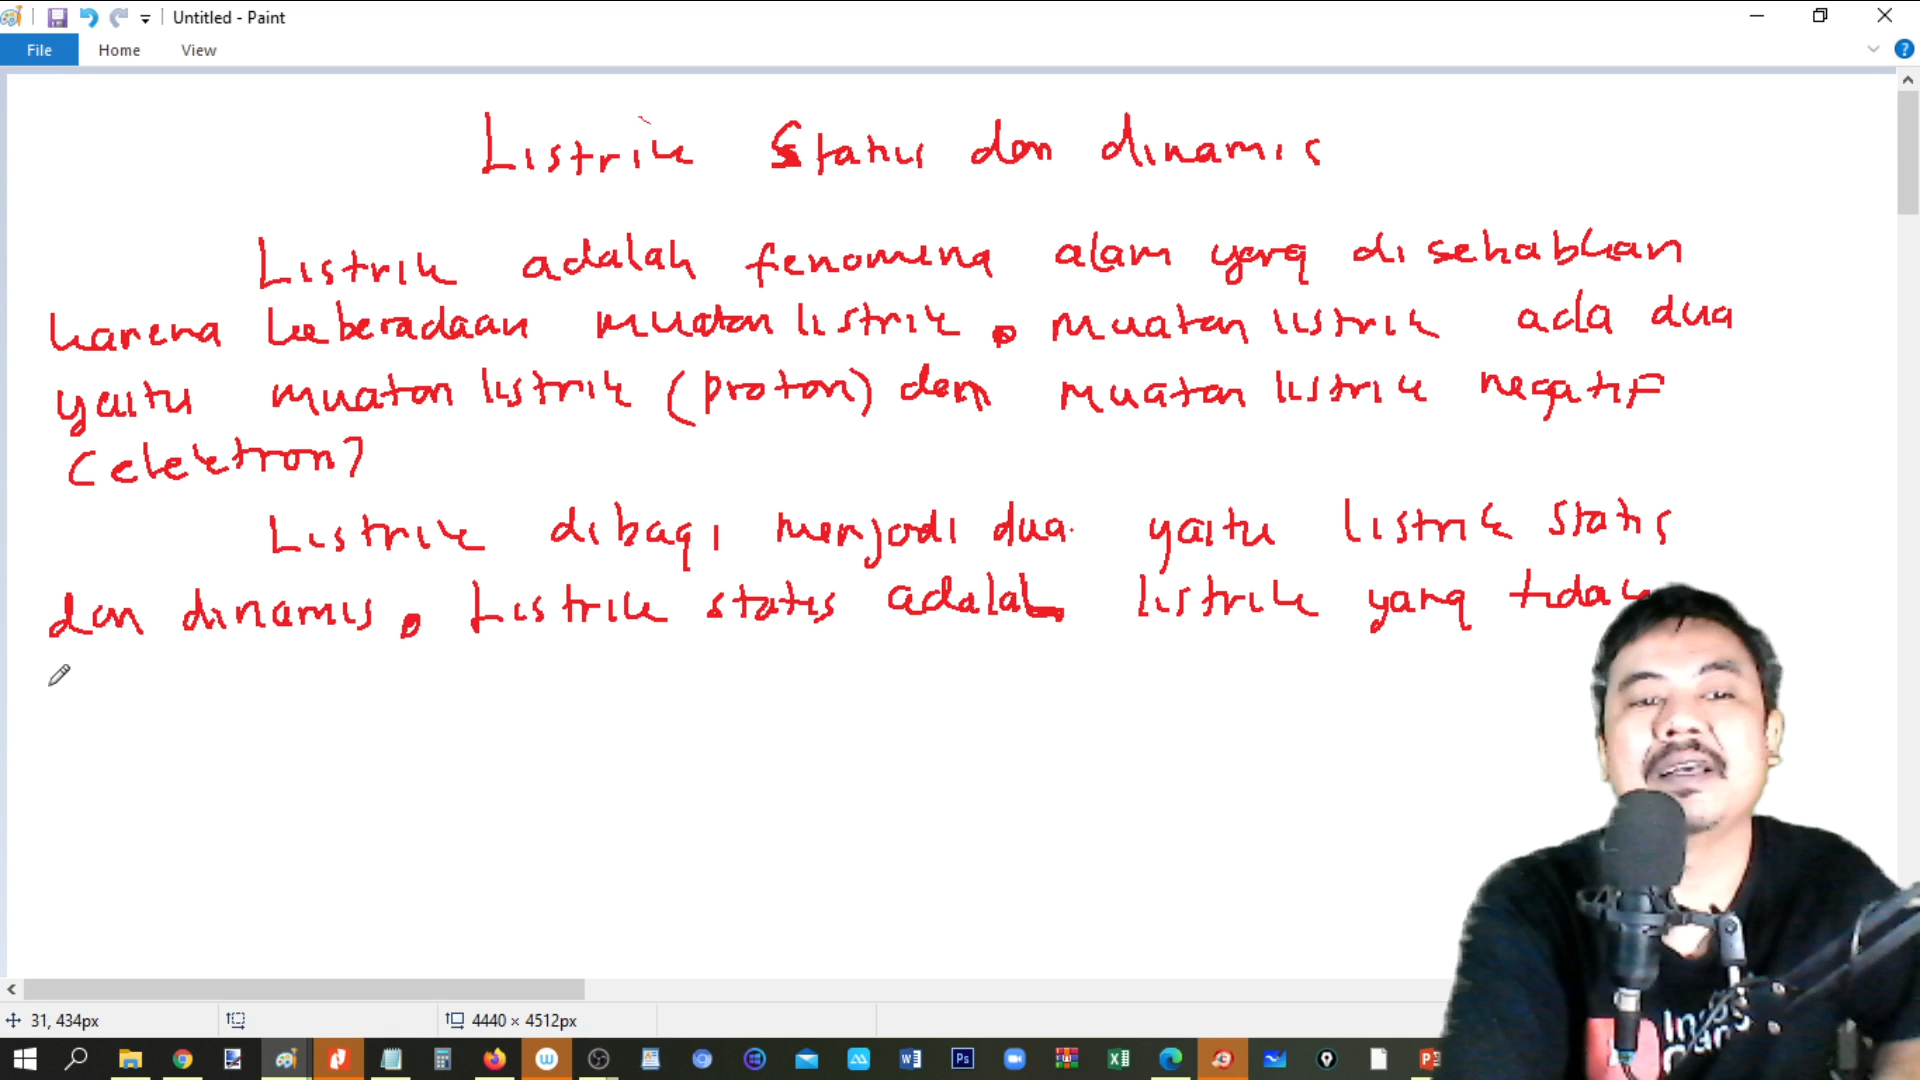 Untitled - Paint
File Home View
Listrik Statis dan dinamis
Listrik adalah fenomena alam yang disebabkan
karena keberadaan muatan listrik. muatan listrik ada dua
yaitu muatan listrik (proton) dan muatan listrik negatif
(elektron)
Listrik dibagi menjadi dua yaitu listrik statis
dan dinamis. Listrik statis adalah listrik yang tidak
31, 434px
4440 × 4512px